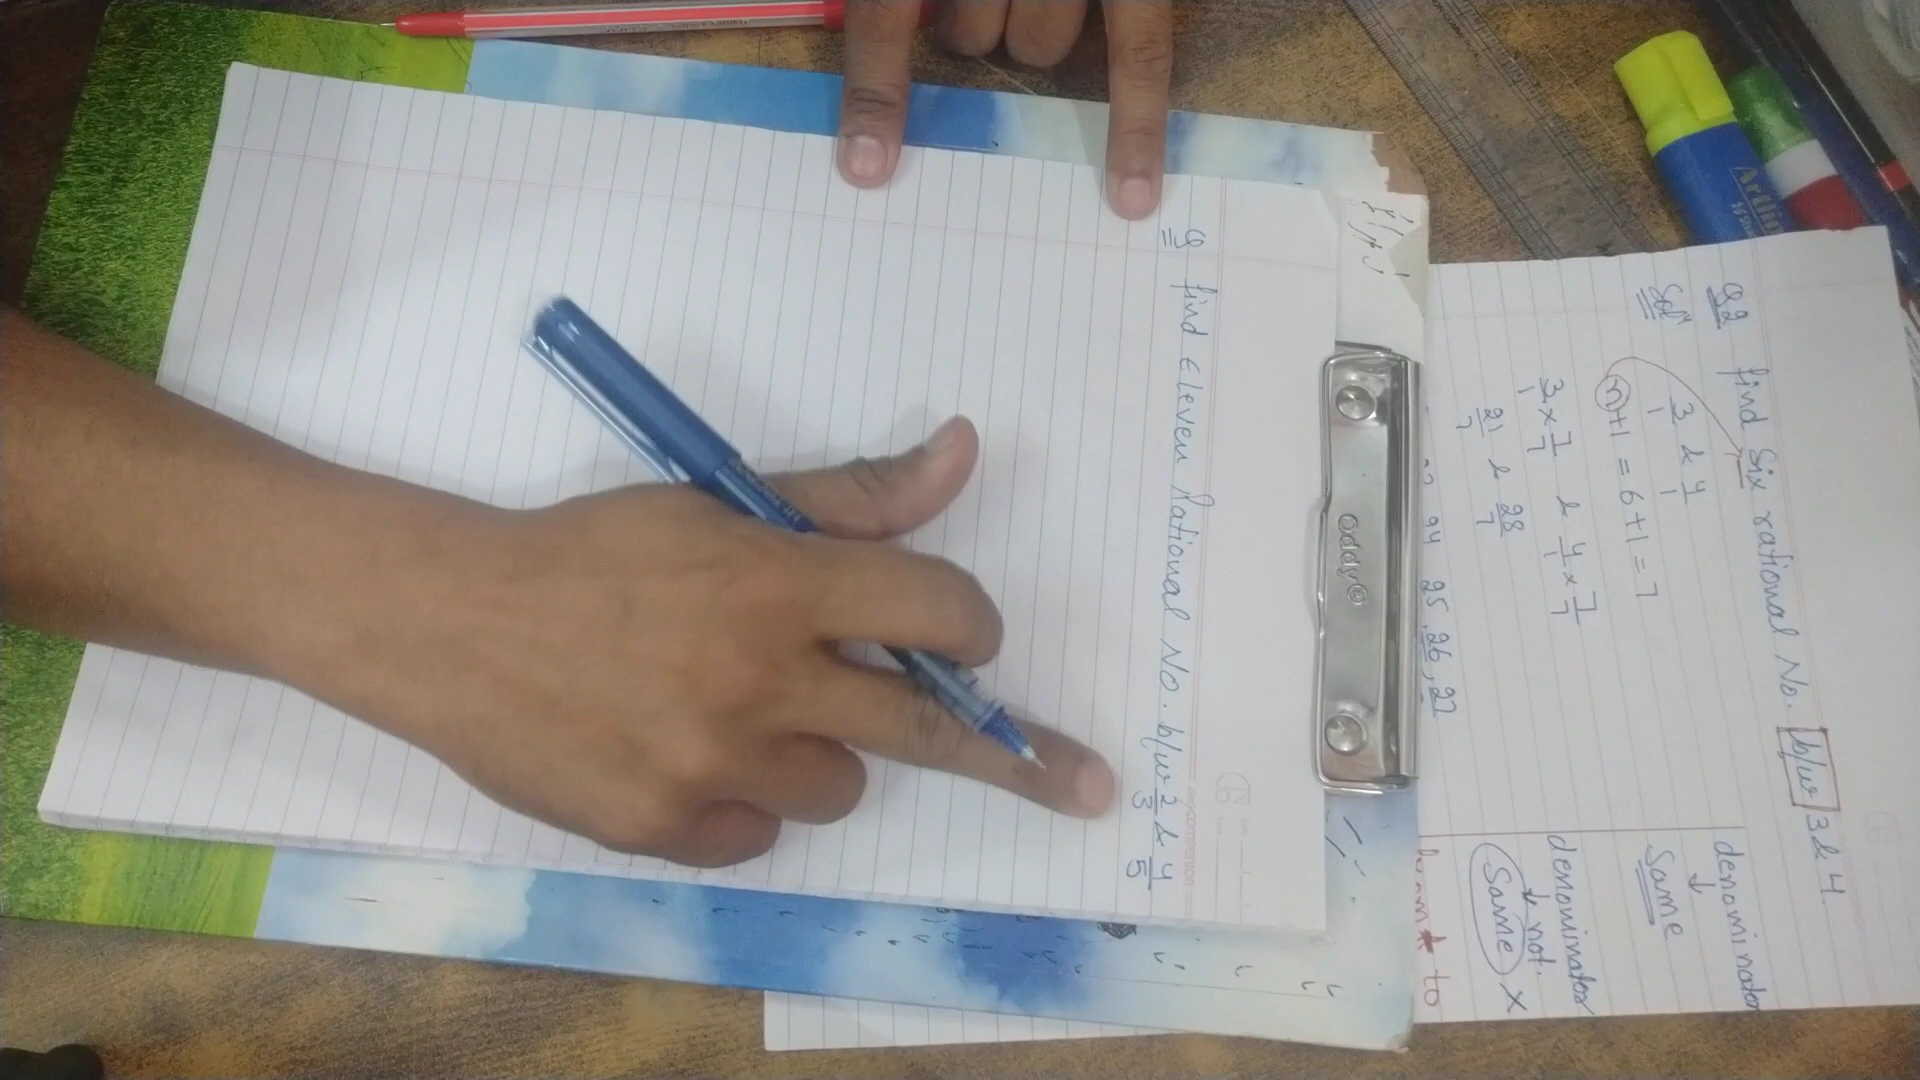 Q find Eleven Rational No. b/w 2/3 & 4/5
Q2 find Six rational No. b/w 3 & 4
Solⁿ 3/1 & 4/1
n+1 = 6+1 = 7
3/1 × 7/7 & 4/1 × 7/7
21/7 & 28/7
24 25, 26, 27
denominator
↓
Same
denominator
↓ not
Same ×
to
Oddy
Artline